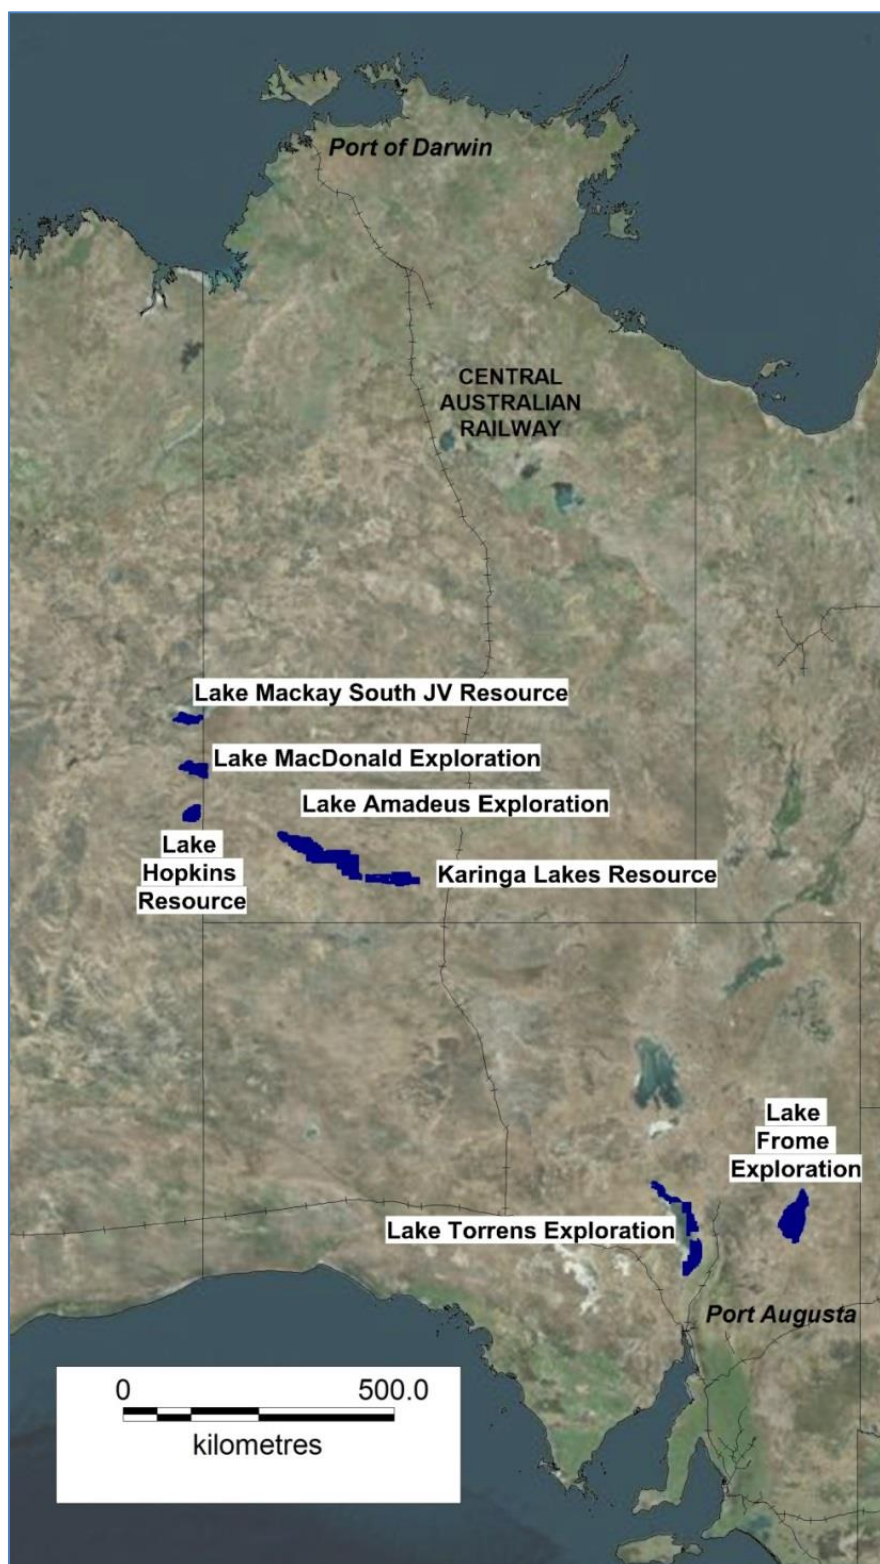 Port of Darwin
CENTRAL
AUSTRALIAN
RAILWAY
Lake Mackay South JV Resource
Lake MacDonald Exploration
Lake Amadeus Exploration
Lake
Hopkins
Resource
Karinga Lakes Resource
Lake
Frome
Exploration
Lake Torrens Exploration
Port Augusta
0 500.0
kilometres